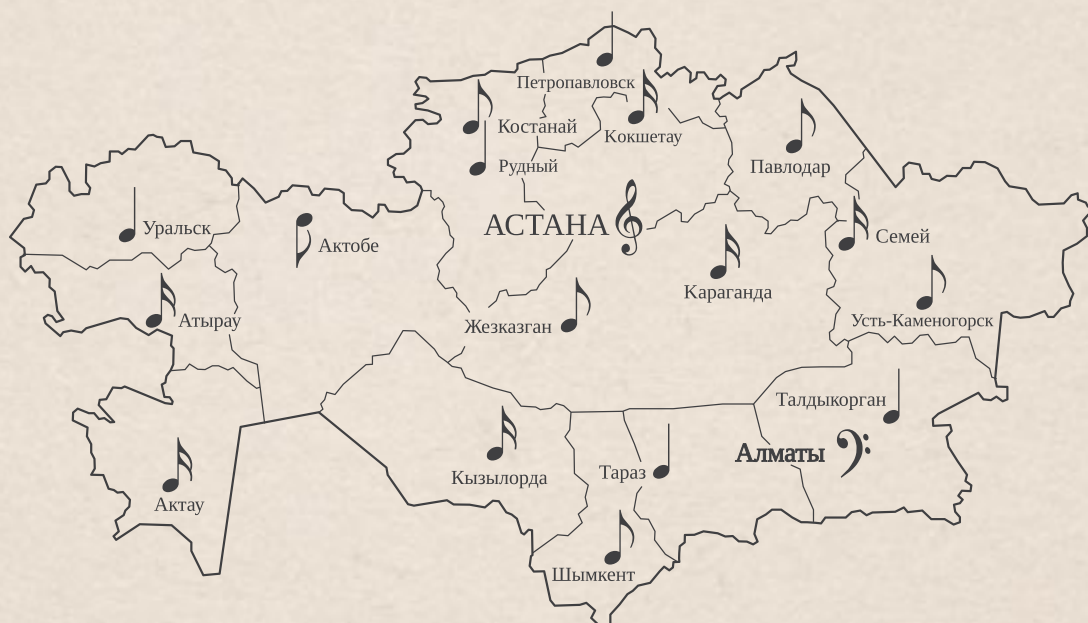 Петропавловск
Костанай
Кокшетау
Рудный
Павлодар
АСТАНА
Уральск
Актобе
Семей
Караганда
Атырау
Жезказган
Усть-Каменогорск
Талдыкорган
Алматы
Кызылорда
Тараз
Актау
Шымкент